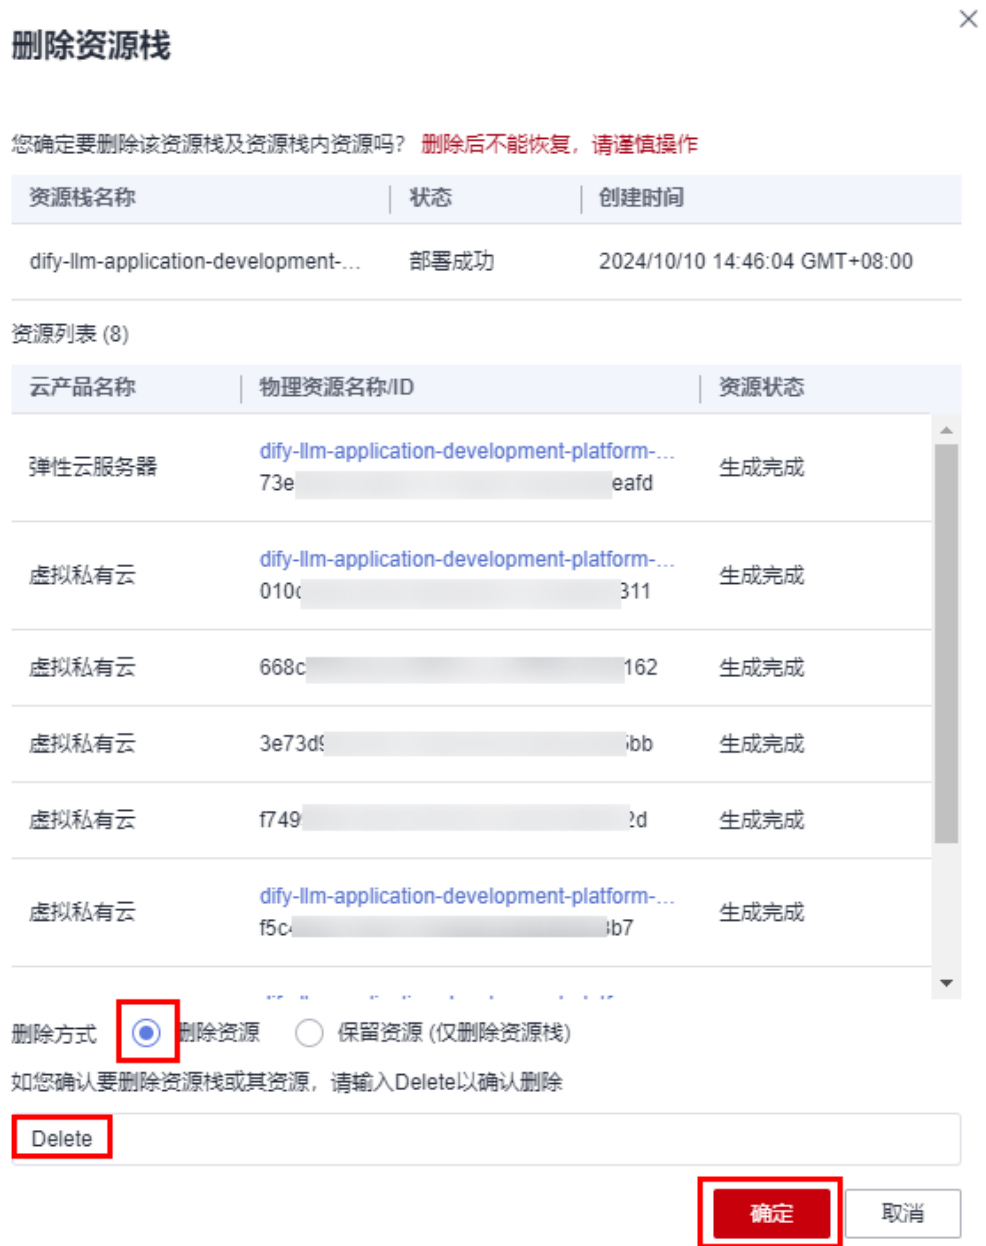 删除资源栈
您确定要删除该资源栈及资源栈内资源吗？ 删除后不能恢复，请谨慎操作
资源栈名称 状态 创建时间
dify-llm-application-development-... 部署成功 2024/10/10 14:46:04 GMT+08:00
资源列表 (8)
云产品名称 物理资源名称/ID 资源状态
dify-llm-application-development-platform-...
弹性云服务器 73e eafd 生成完成
dify-llm-application-development-platform-...
虚拟私有云 010 311 生成完成
虚拟私有云 668c 162 生成完成
虚拟私有云 3e73d9 bb 生成完成
虚拟私有云 f749 2d 生成完成
dify-llm-application-development-platform-...
虚拟私有云 f5c b7 生成完成
删除方式 删除资源 保留资源 (仅删除资源栈)
如您确认要删除资源栈或其资源，请输入Delete以确认删除
Delete
确定 取消